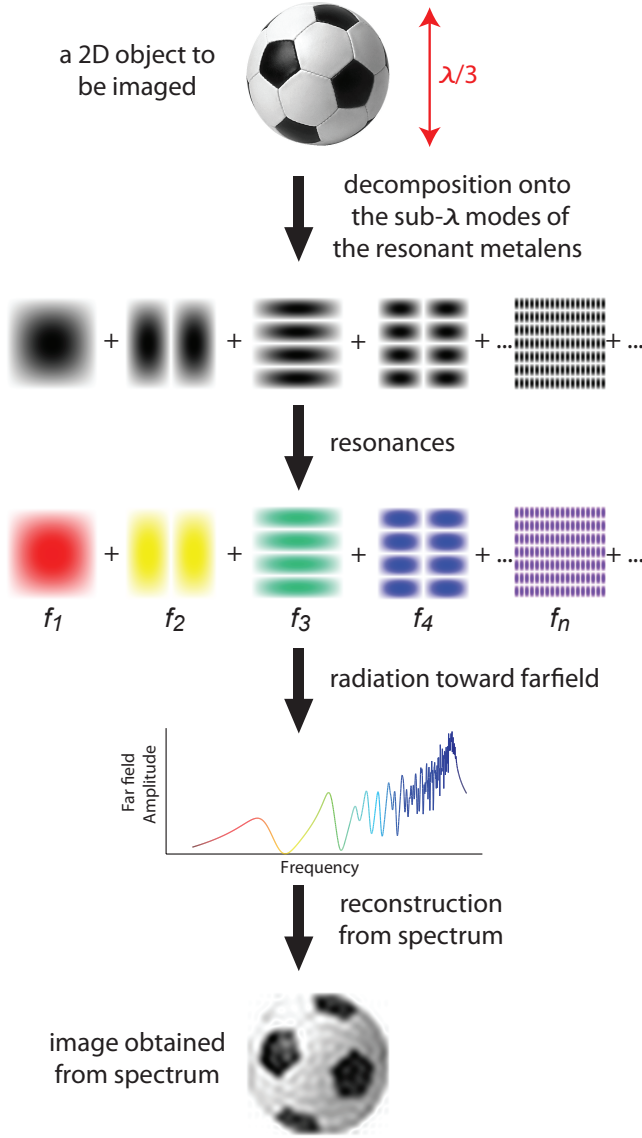 a 2D object to
be imaged
λ/3
decomposition onto
the sub-λ modes of
the resonant metalens
+ + + + ... + ...
resonances
+ + + + ... + ...
f1 f2 f3 f4 fn
radiation toward farfield
Far field
Amplitude
Frequency
reconstruction
from spectrum
image obtained
from spectrum